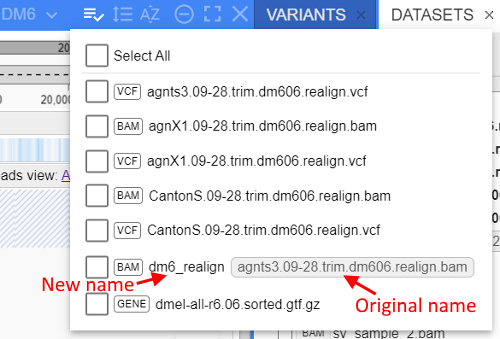 DM6 VARIANTS DATASETS
Select All
20,000
VCF agnts3.09-28.trim.dm606.realign.vcf
BAM agnX1.09-28.trim.dm606.realign.bam
VCF agnX1.09-28.trim.dm606.realign.vcf
ads view: A
BAM CantonS.09-28.trim.dm606.realign.bam
VCF CantonS.09-28.trim.dm606.realign.vcf
BAM dm6_realign agnts3.09-28.trim.dm606.realign.bam
New name
Original name
GENE dmel-all-r6.06.sorted.gtf.gz
BAM sv_sample_2.bam